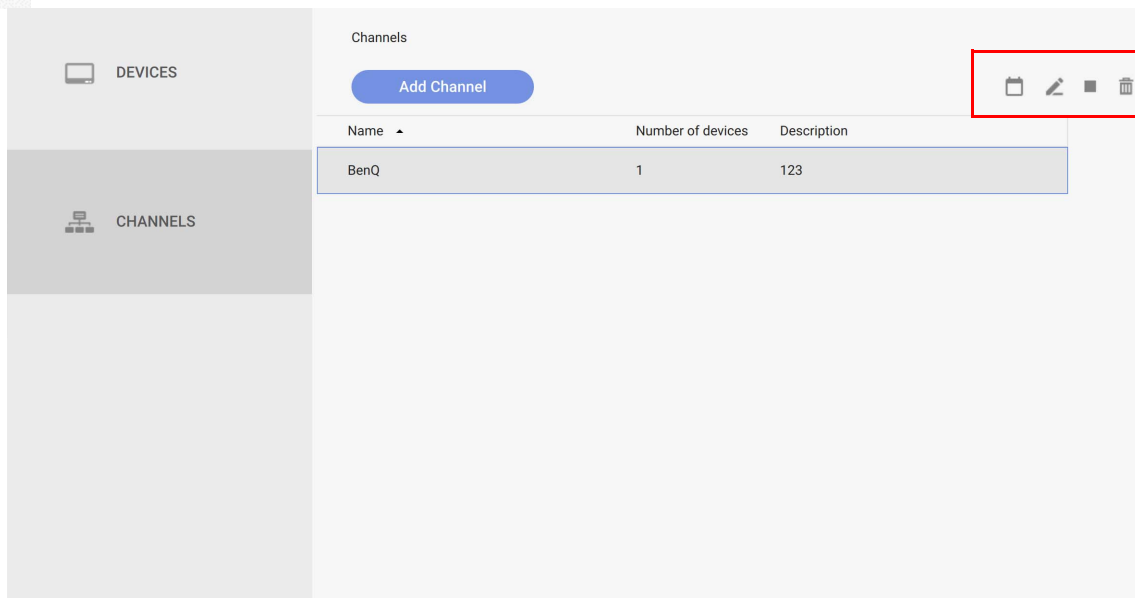 DEVICES
CHANNELS
Channels
Add Channel
Name Number of devices Description
BenQ 1 123